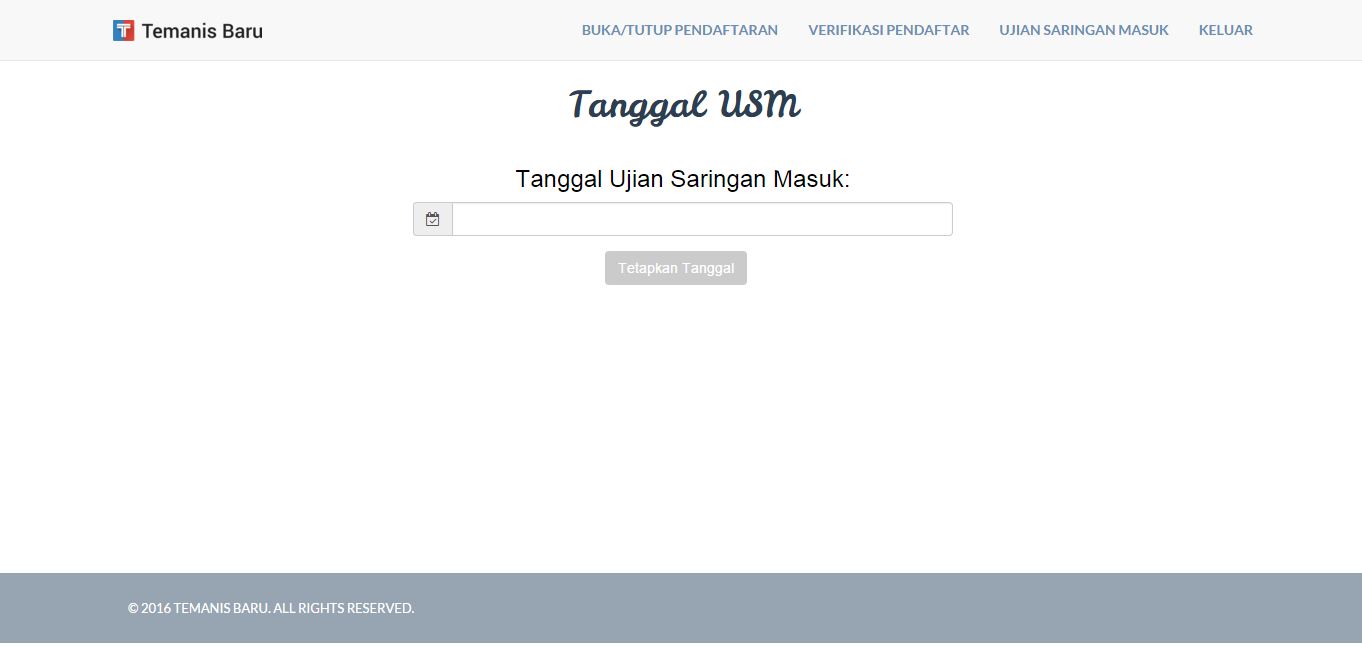 Temanis Baru
BUKA/TUTUP PENDAFTARAN
VERIFIKASI PENDAFTAR
UJIAN SARINGAN MASUK
KELUAR
Tanggal USM
Tanggal Ujian Saringan Masuk:
Tetapkan Tanggal
© 2016 TEMANIS BARU. ALL RIGHTS RESERVED.